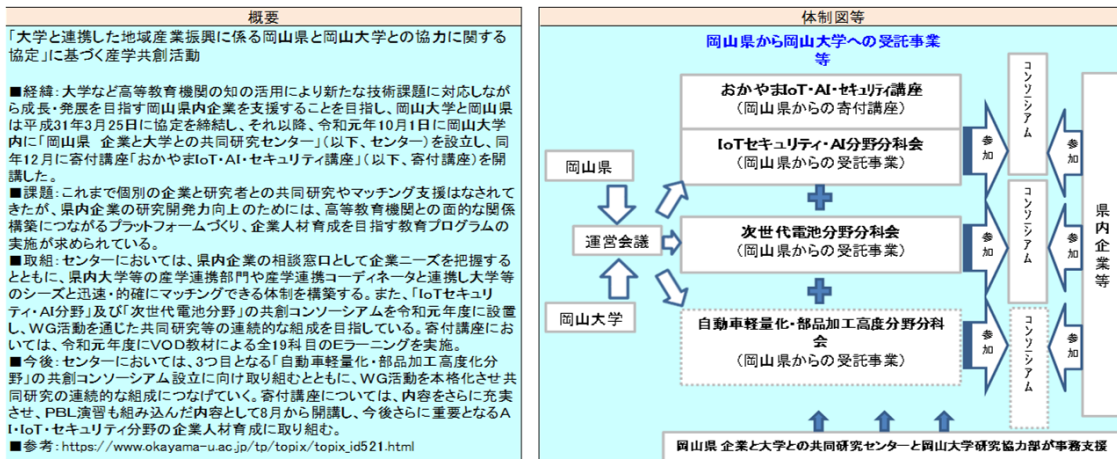 概要
「大学と連携した地域産業振興に係る岡山県と岡山大学との協力に関する
協定」に基づく産学共創活動
■経緯：大学など高等教育機関の知の活用により新たな技術課題に対応しなが
ら成長・発展を目指す岡山県内企業を支援することを目指し、岡山大学と岡山県
は平成31年3月25日に協定を締結し、それ以降、令和元年10月1日に岡山大学
内に「岡山県 企業と大学との共同研究センター」（以下、センター）を設立し、同
年12月に寄付講座「おかやまIoT・AI・セキュリティ講座」（以下、寄付講座）を開
講した。
■課題：これまで個別の企業と研究者との共同研究やマッチング支援はなされて
きたが、県内企業の研究開発力向上のためには、高等教育機関との面的な関係
構築につながるプラットフォームづくり、企業人材育成を目指す教育プログラムの
実施が求められている。
■取組：センターにおいては、県内企業の相談窓口として企業ニーズを把握する
とともに、県内大学等の産学連携部門や産学連携コーディネータと連携し大学等
のシーズと迅速・的確にマッチングできる体制を構築する。また、「IoTセキュリ
ティ・AI分野」及び「次世代電池分野」の共創コンソーシアムを令和元年度に設置
し、WG活動を通じた共同研究等の連続的な組成を目指している。寄付講座にお
いては、令和元年度にVOD教材による全19科目のEラーニングを実施。
■今後：センターにおいては、3つ目となる「自動車軽量化・部品加工高度化分
野」の共創コンソーシアム設立に向け取り組むとともに、WG活動を本格化させ共
同研究の連続的な組成につなげていく。寄付講座については、内容をさらに充実
させ、PBL演習も組み込んだ内容として8月から開講し、今後さらに重要となるA
I・IoT・セキュリティ分野の企業人材育成に取り組む。
■参考：https://www.okayama-u.ac.jp/tp/topix/topix_id521.html
体制図等
岡山県から岡山大学への受託事業
等
おかやまIoT・AI・セキュリティ講座
（岡山県からの寄付講座）
IoTセキュリティ・AI分野分科会
（岡山県からの受託事業）
岡山県
運営会議
岡山大学
次世代電池分野分科会
（岡山県からの受託事業）
自動車軽量化・部品加工高度分野分科
会
（岡山県からの受託事業）
参加
コンソーシアム
参加
参加
コンソーシアム
参加
参加
コンソーシアム
参加
県内企業等
岡山県 企業と大学との共同研究センターと岡山大学研究協力部が事務支援